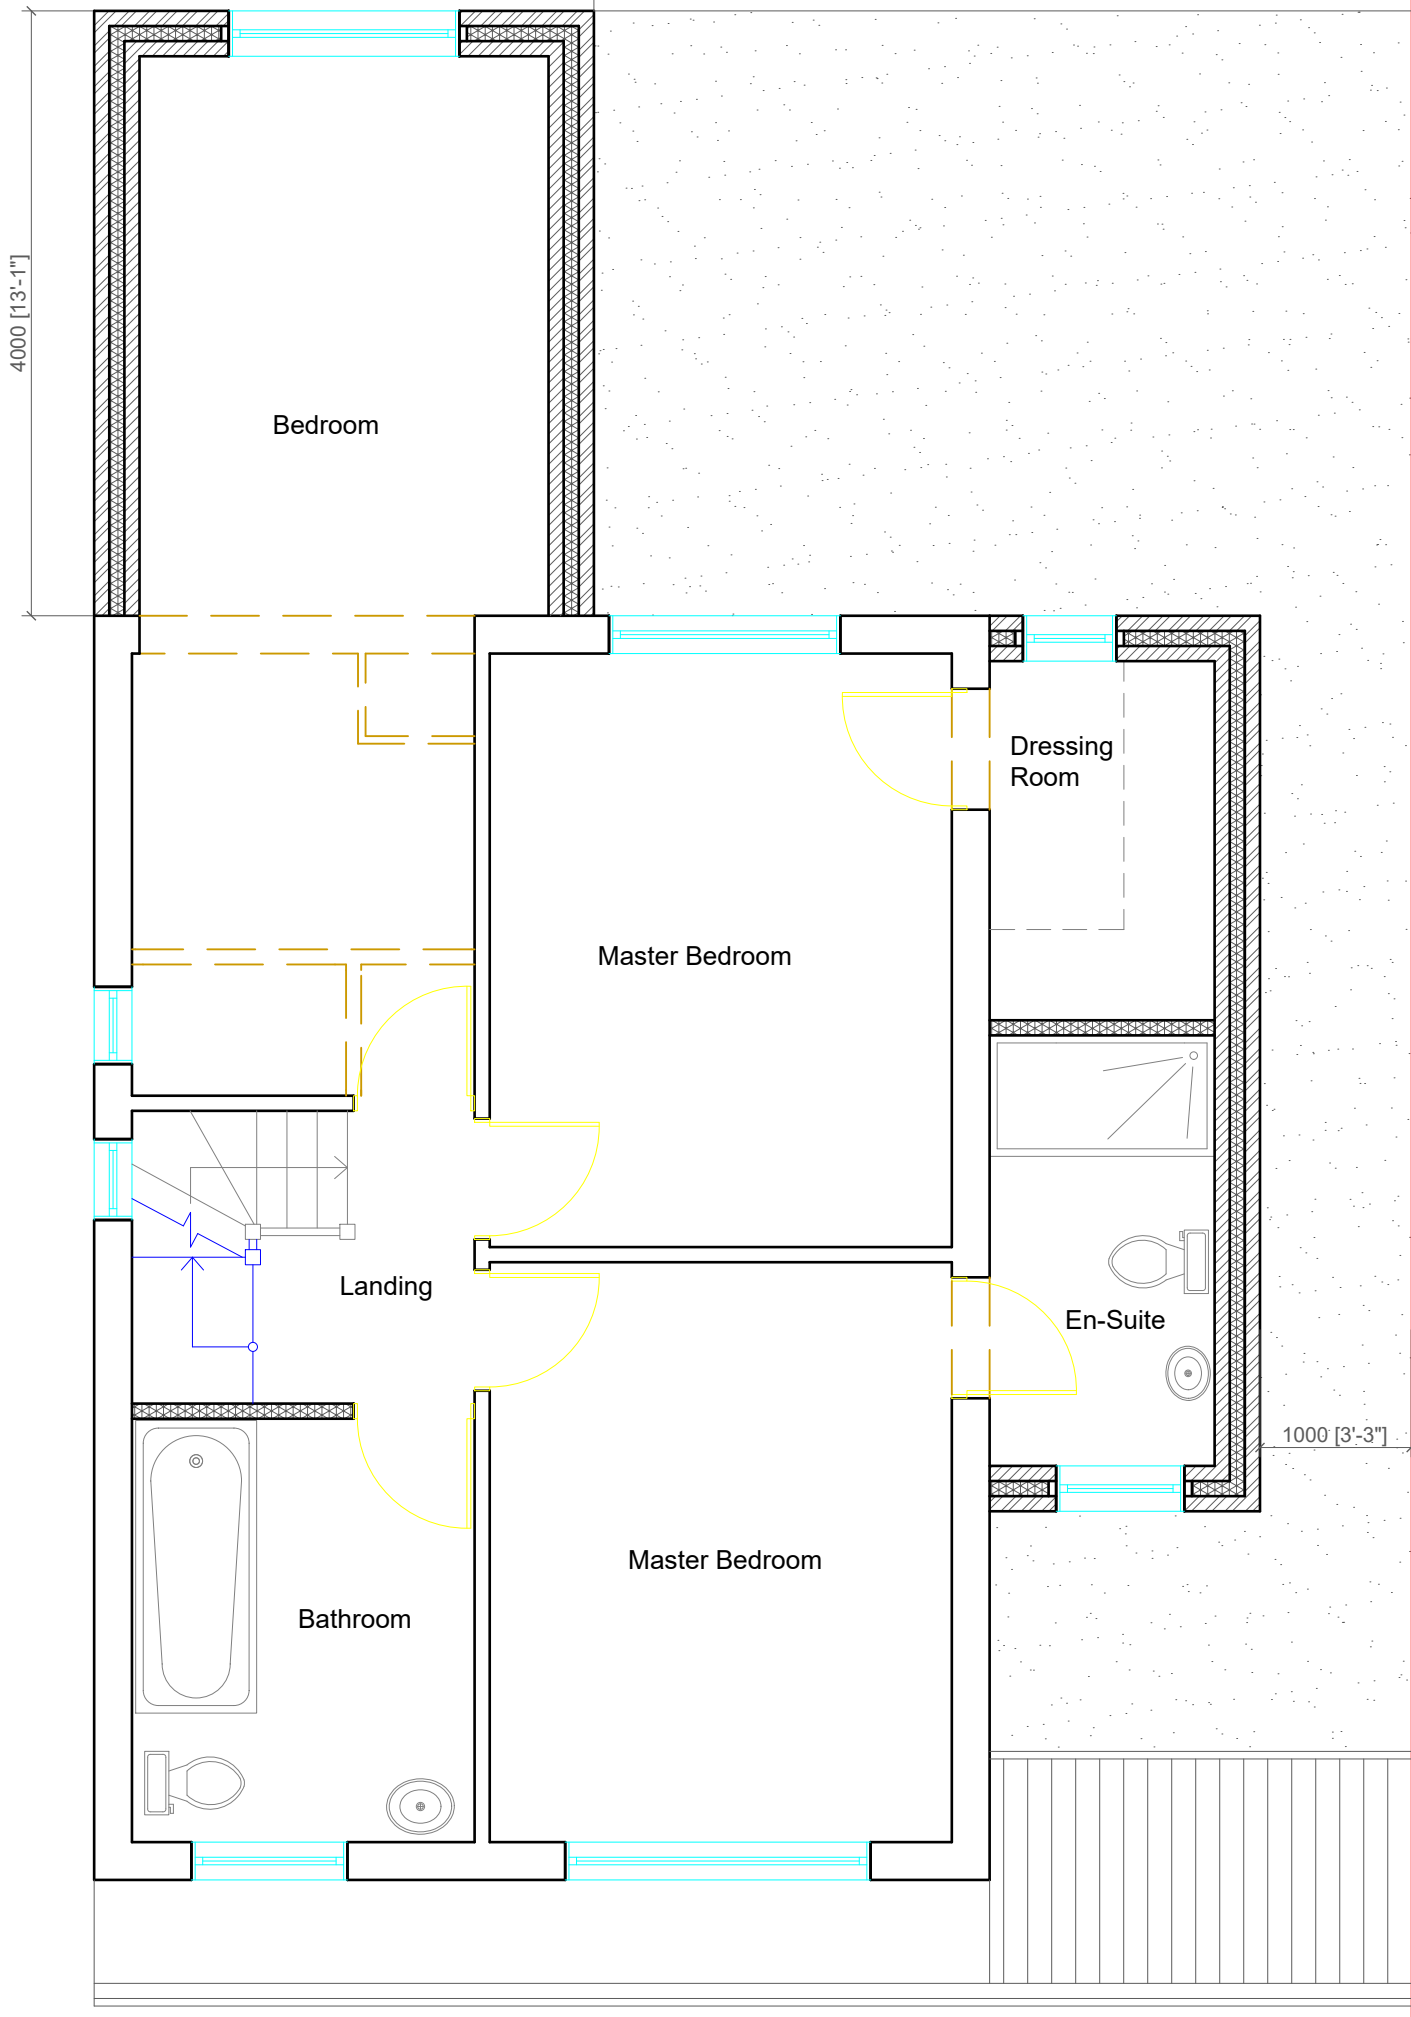 4000 [13'-1"]
Bedroom
Dressing
Room
Master Bedroom
Landing
En-Suite
1000 [3'-3"]
Master Bedroom
Bathroom